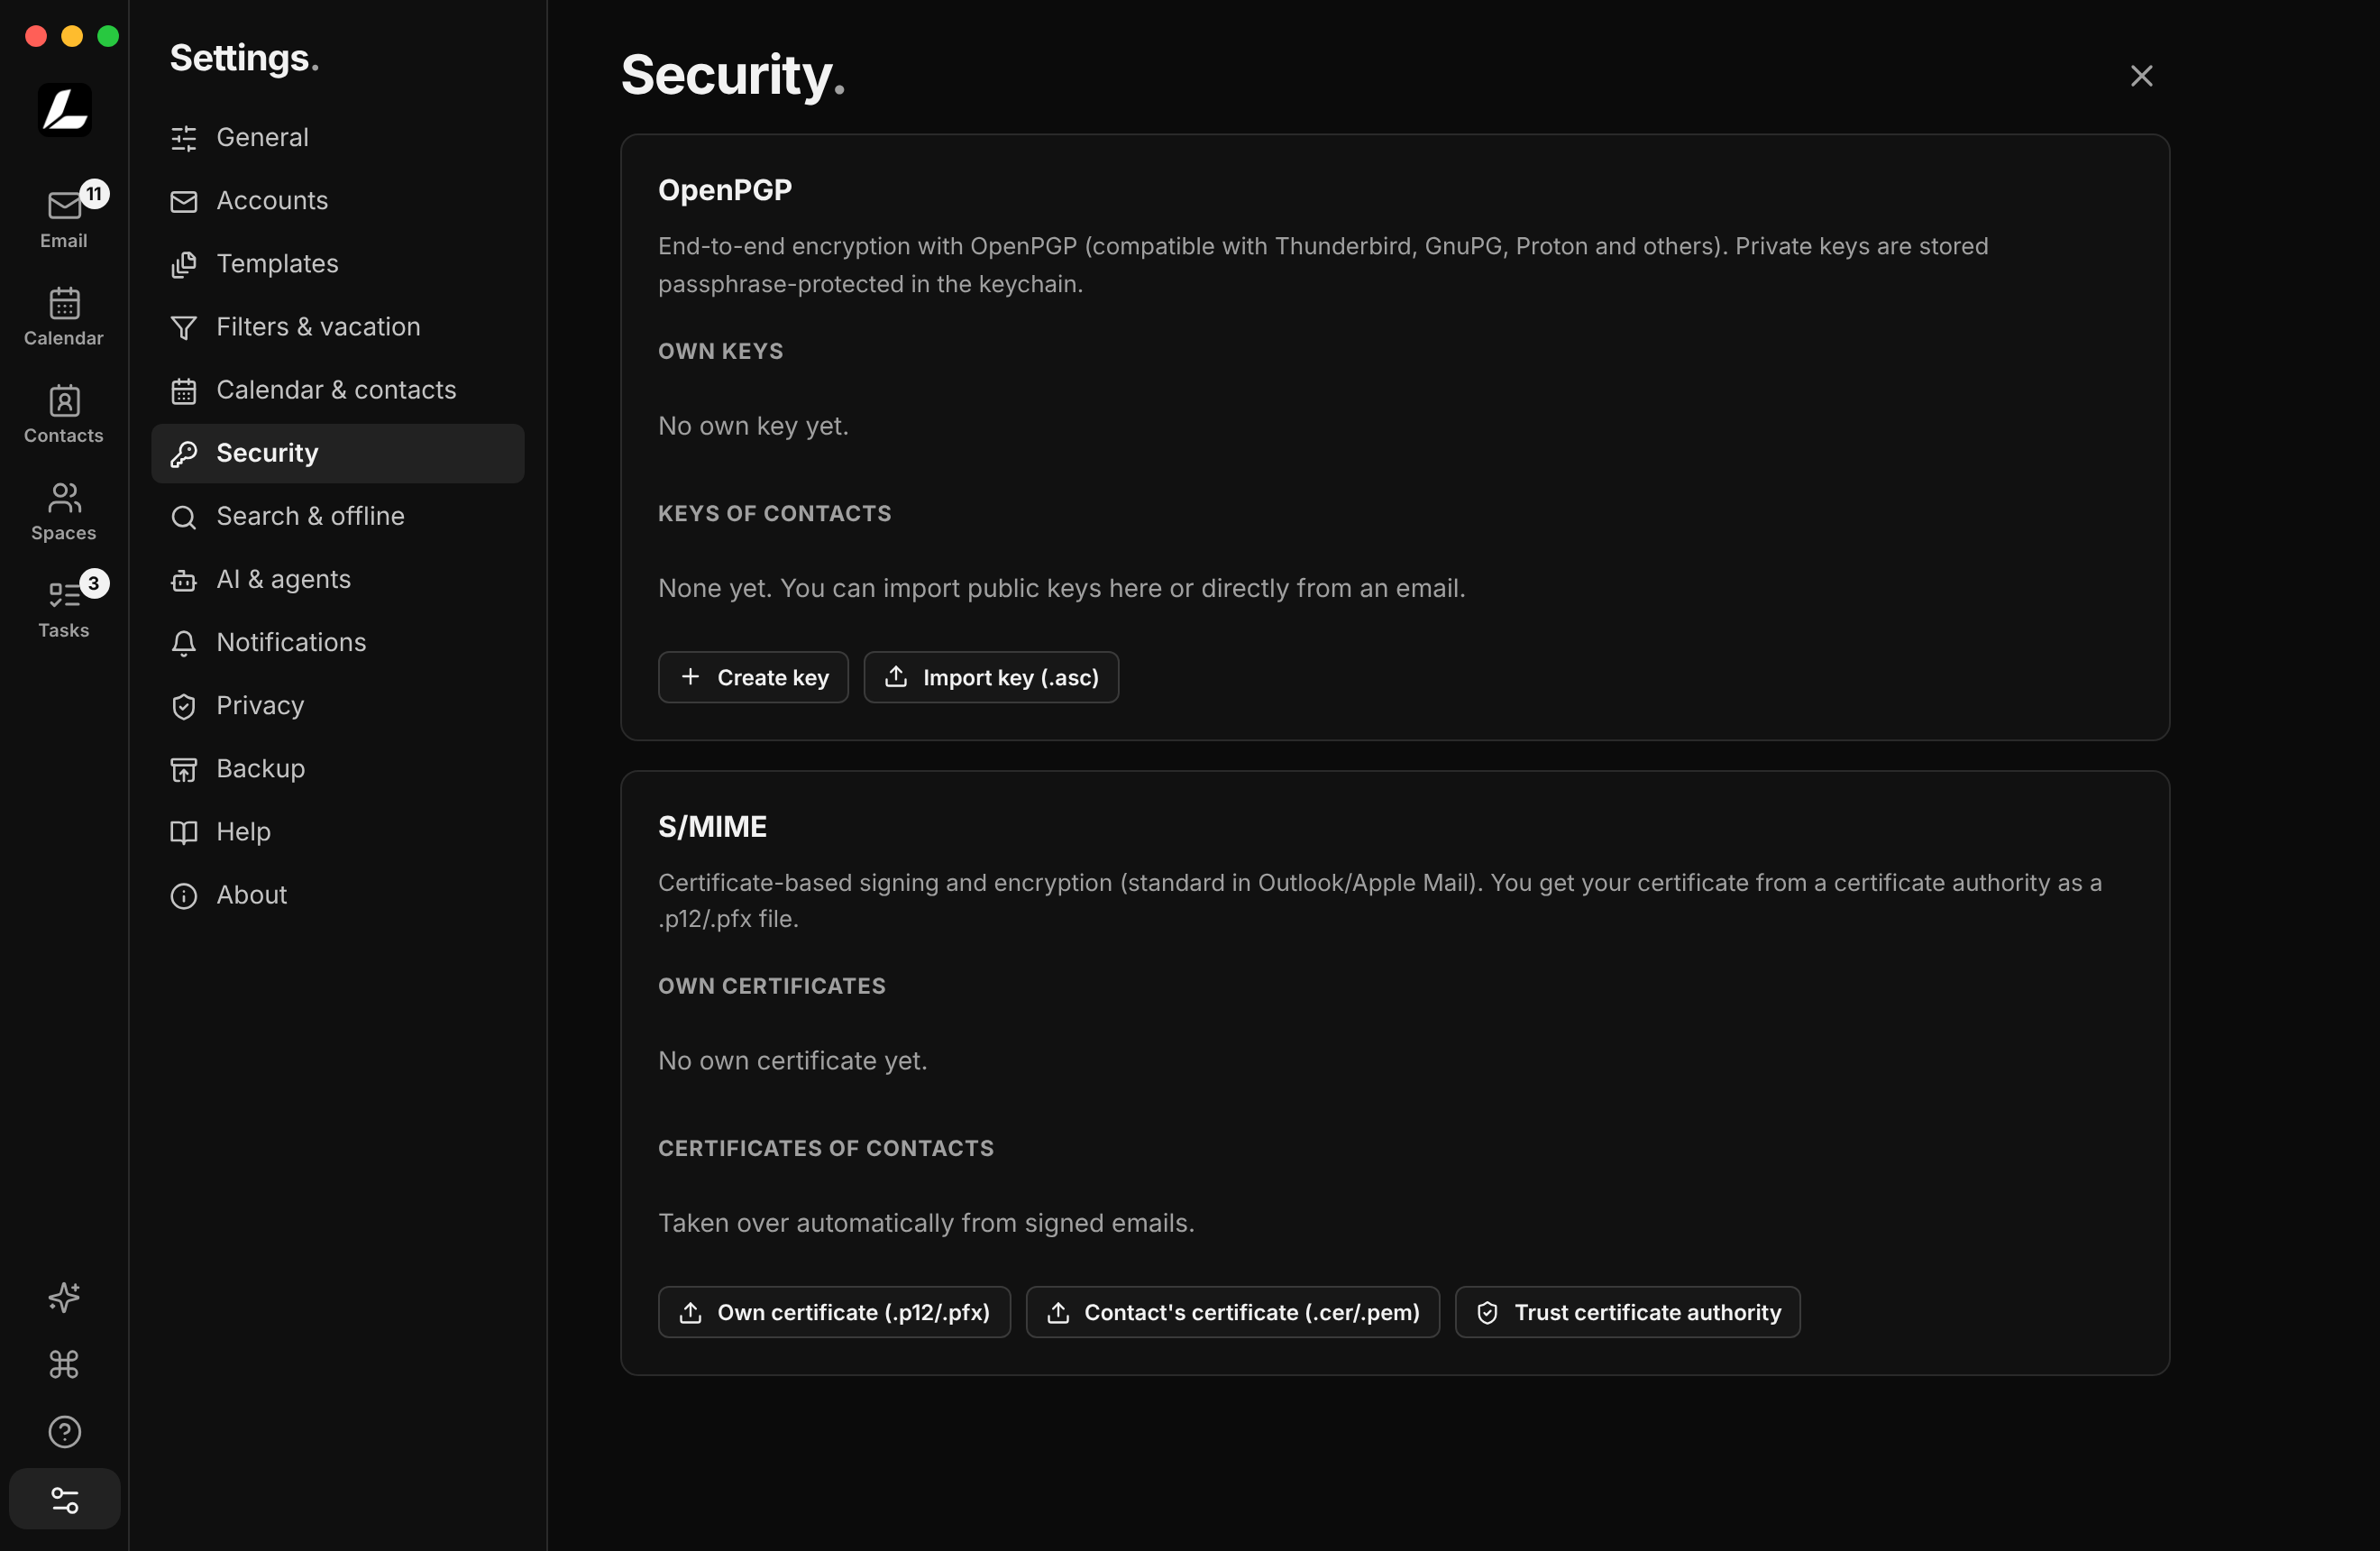 11
Email
Calendar
Contacts
Spaces
3
Tasks
Settings.
General
Accounts
Templates
Filters & vacation
Calendar & contacts
Security
Search & offline
AI & agents
Notifications
Privacy
Backup
Help
About
Security.
OpenPGP
End-to-end encryption with OpenPGP (compatible with Thunderbird, GnuPG, Proton and others). Private keys are stored
passphrase-protected in the keychain.
OWN KEYS
No own key yet.
KEYS OF CONTACTS
None yet. You can import public keys here or directly from an email.
Create key
Import key (.asc)
S/MIME
Certificate-based signing and encryption (standard in Outlook/Apple Mail). You get your certificate from a certificate authority as a
.p12/.pfx file.
OWN CERTIFICATES
No own certificate yet.
CERTIFICATES OF CONTACTS
Taken over automatically from signed emails.
Own certificate (.p12/.pfx)
Contact's certificate (.cer/.pem)
Trust certificate authority